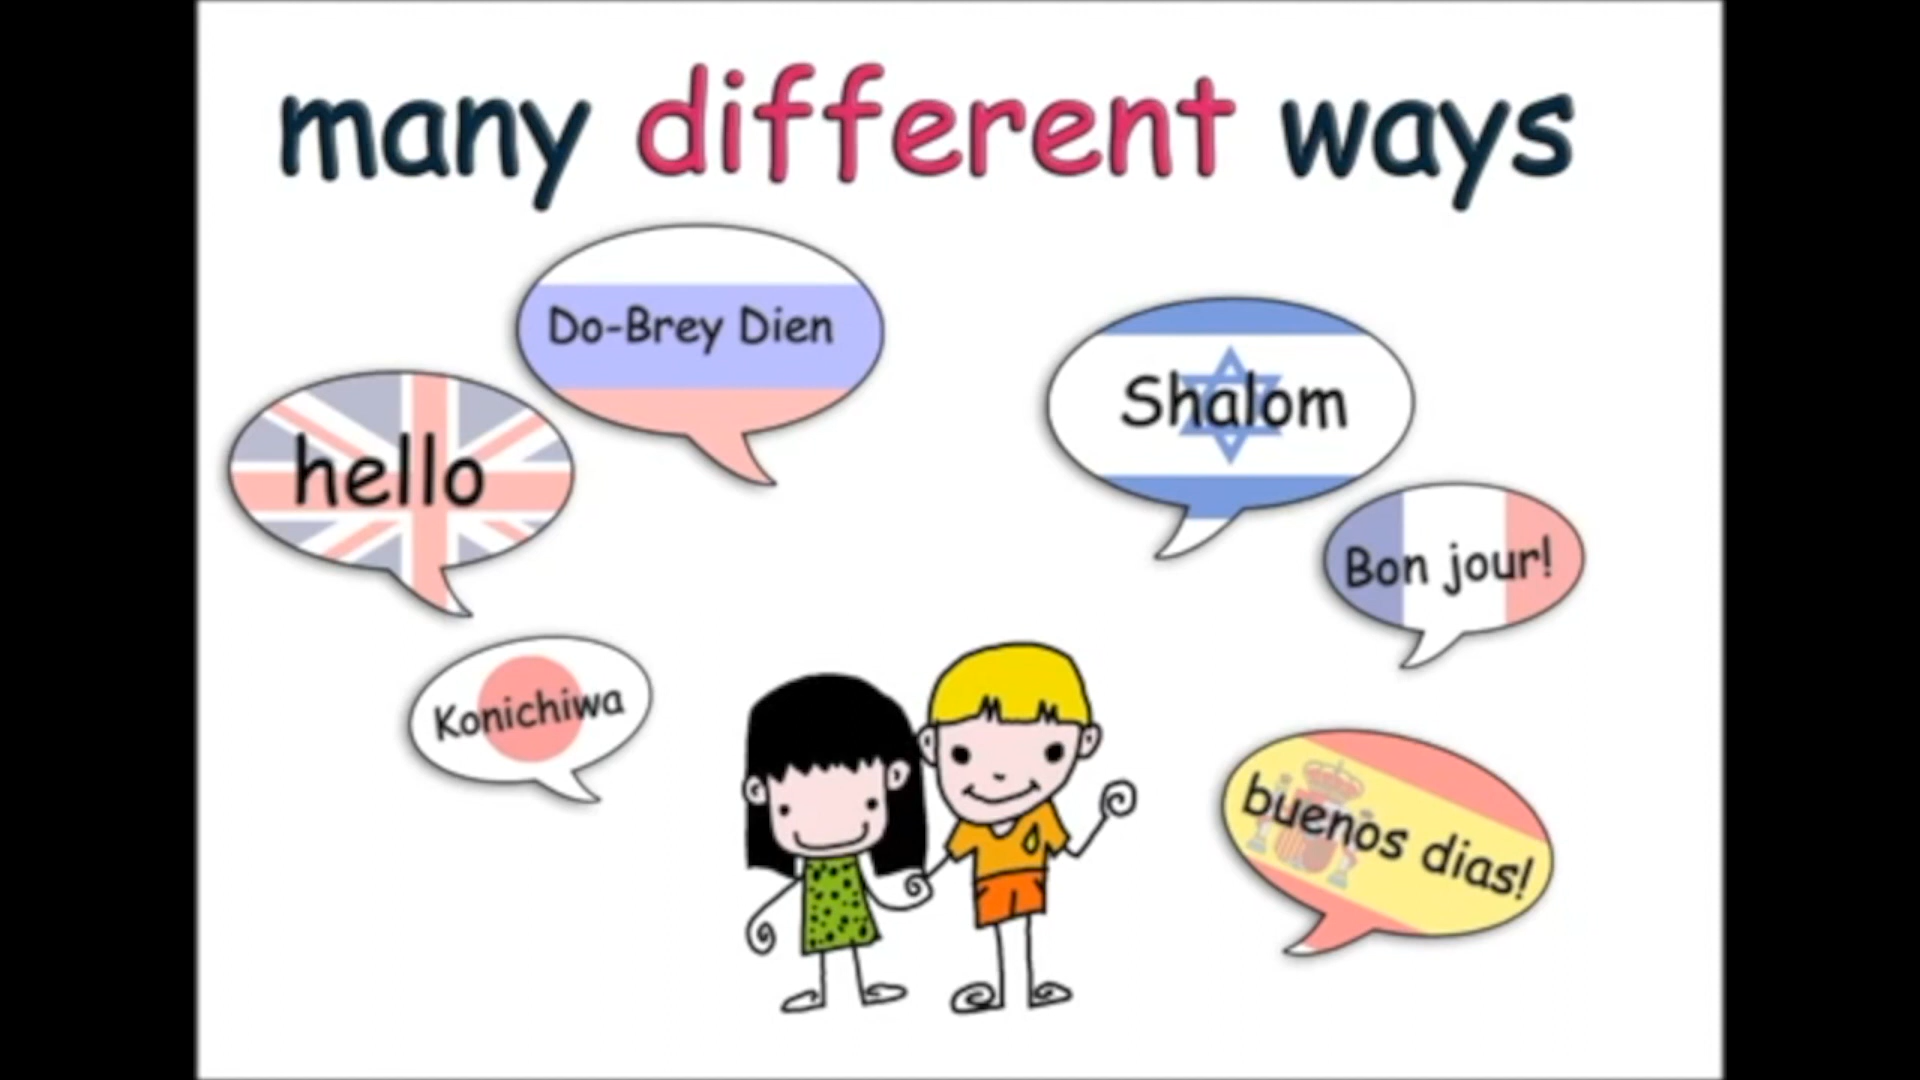 many different ways
Do-Brey Dien
Shalom
hello
Bon jour!
Konichiwa
buenos dias!